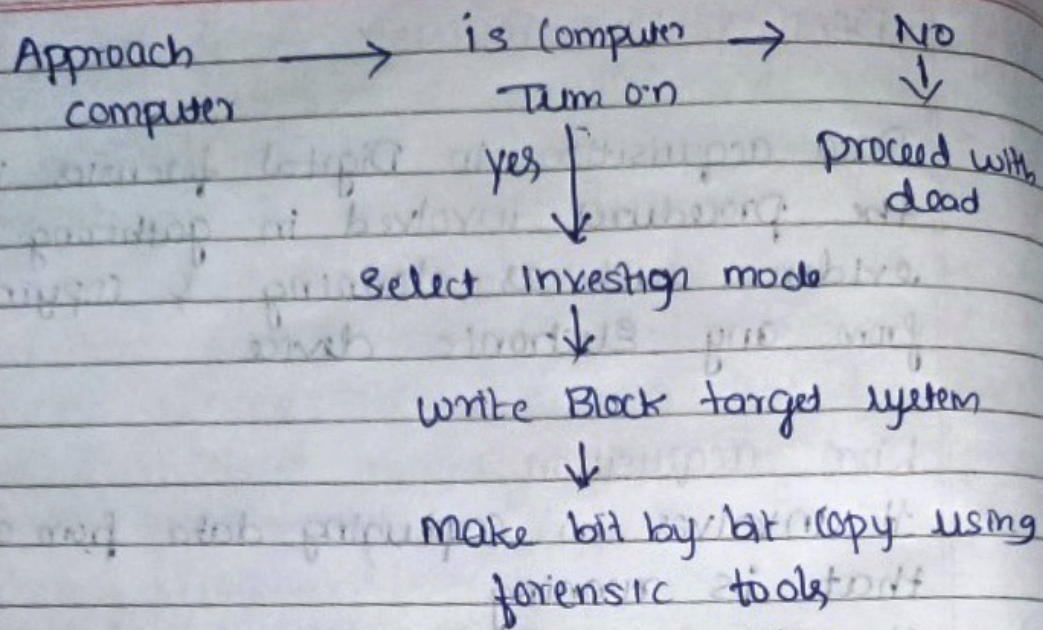 Approach → is Computer → No
computer Turn on ↓
yes ↓ proceed with
dead
Select Investign mode
↓
write Block target system
↓
make bit by bit copy using
forensic tools